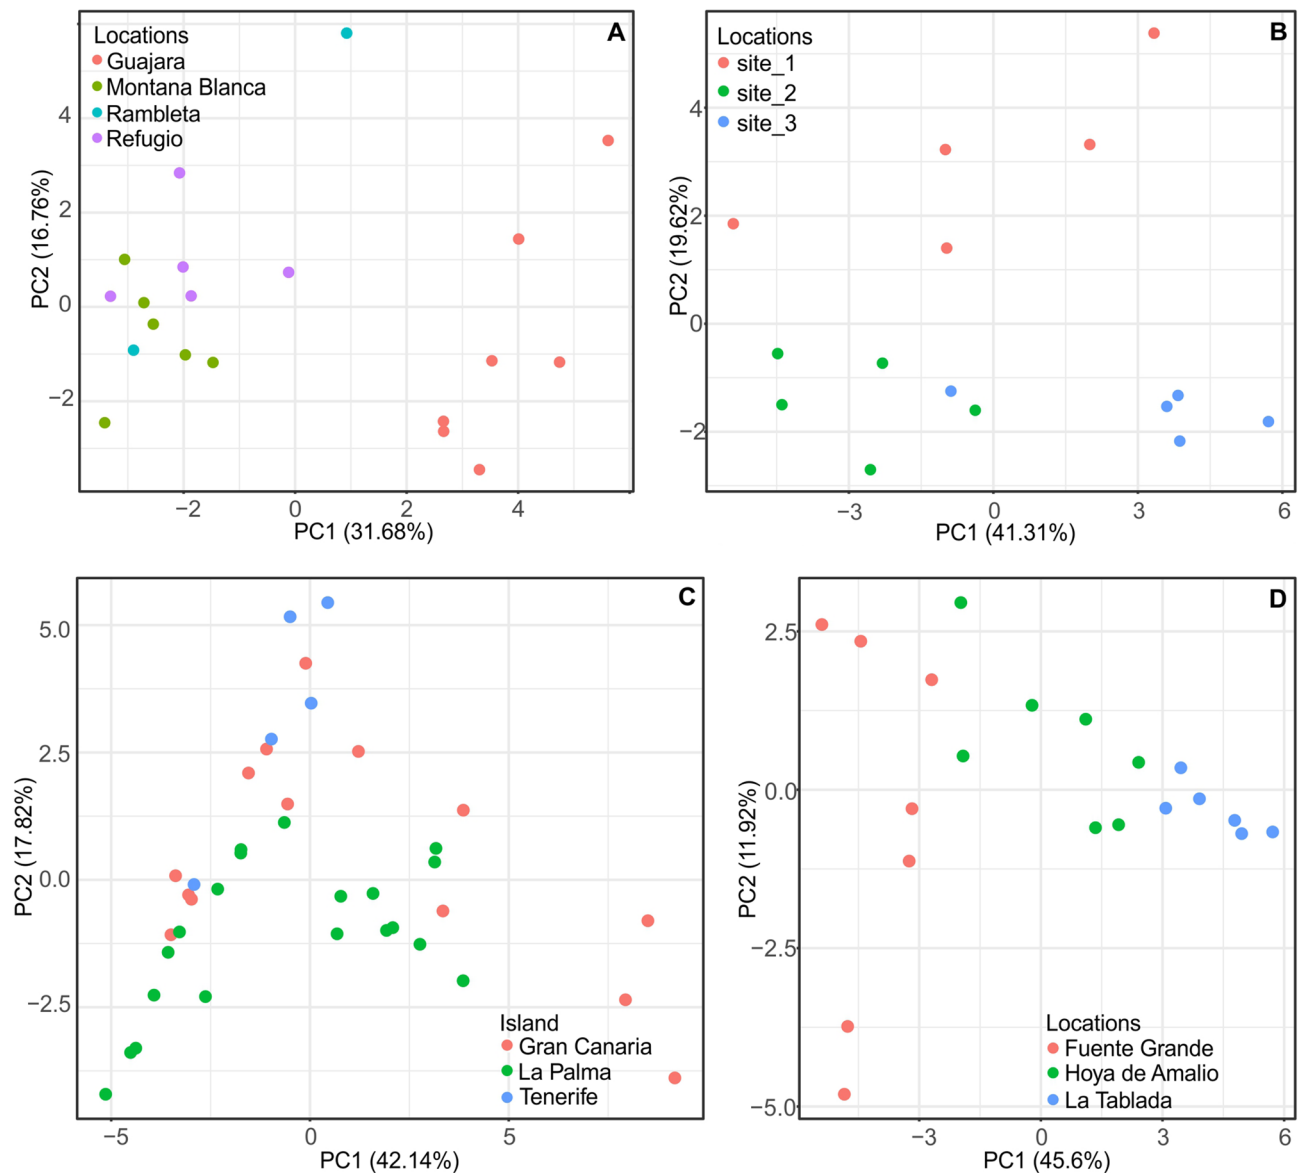 A
Locations
Guajara
Montana Blanca
Rambleta
Refugio
4
2
0
−2
PC2 (16.76%)
−2 0 2 4
PC1 (31.68%)
B
Locations
site_1
site_2
site_3
4
2
0
−2
PC2 (19.62%)
−3 0 3 6
PC1 (41.31%)
C
5.0
2.5
0.0
−2.5
PC2 (17.82%)
Island
Gran Canaria
La Palma
Tenerife
−5 0 5
PC1 (42.14%)
D
2.5
0.0
−2.5
−5.0
PC2 (11.92%)
Locations
Fuente Grande
Hoya de Amalio
La Tablada
−3 0 3 6
PC1 (45.6%)